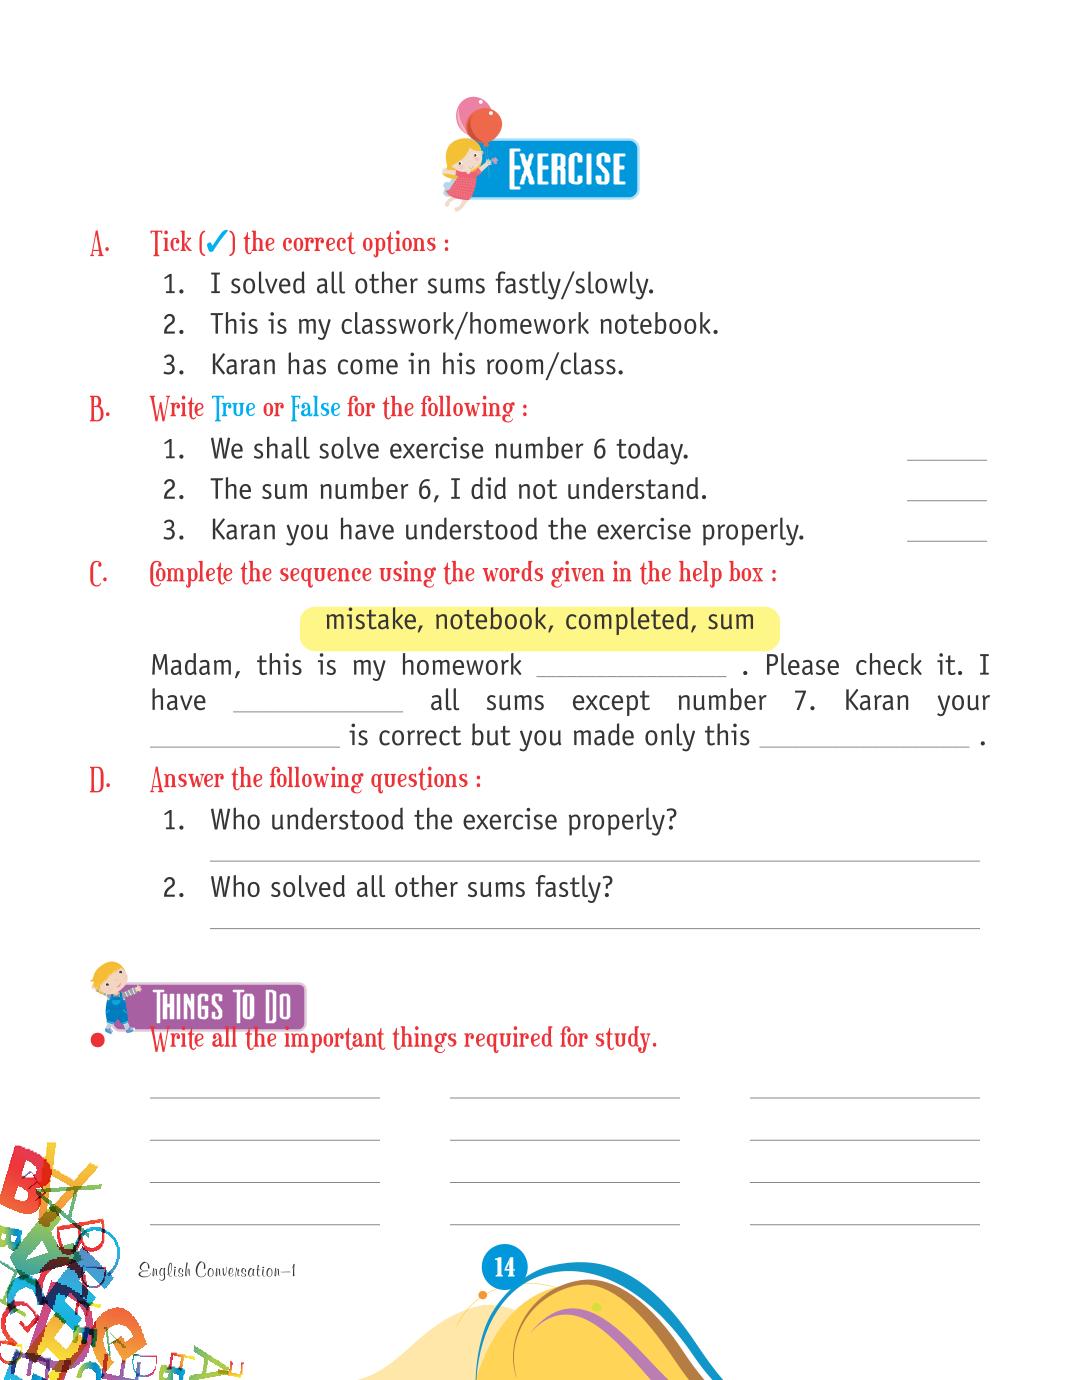 EXERCISE
A. Tick (✓) the correct options :
1. I solved all other sums fastly/slowly.
2. This is my classwork/homework notebook.
3. Karan has come in his room/class.
B. Write True or False for the following :
1. We shall solve exercise number 6 today. ______
2. The sum number 6, I did not understand. ______
3. Karan you have understood the exercise properly. ______
C. Complete the sequence using the words given in the help box :
mistake, notebook, completed, sum
Madam, this is my homework ______________ . Please check it. I
have ____________ all sums except number 7. Karan your
______________ is correct but you made only this ________________ .
D. Answer the following questions :
1. Who understood the exercise properly?
2. Who solved all other sums fastly?
THINGS TO DO
• Write all the important things required for study.
English Conversation–1
14